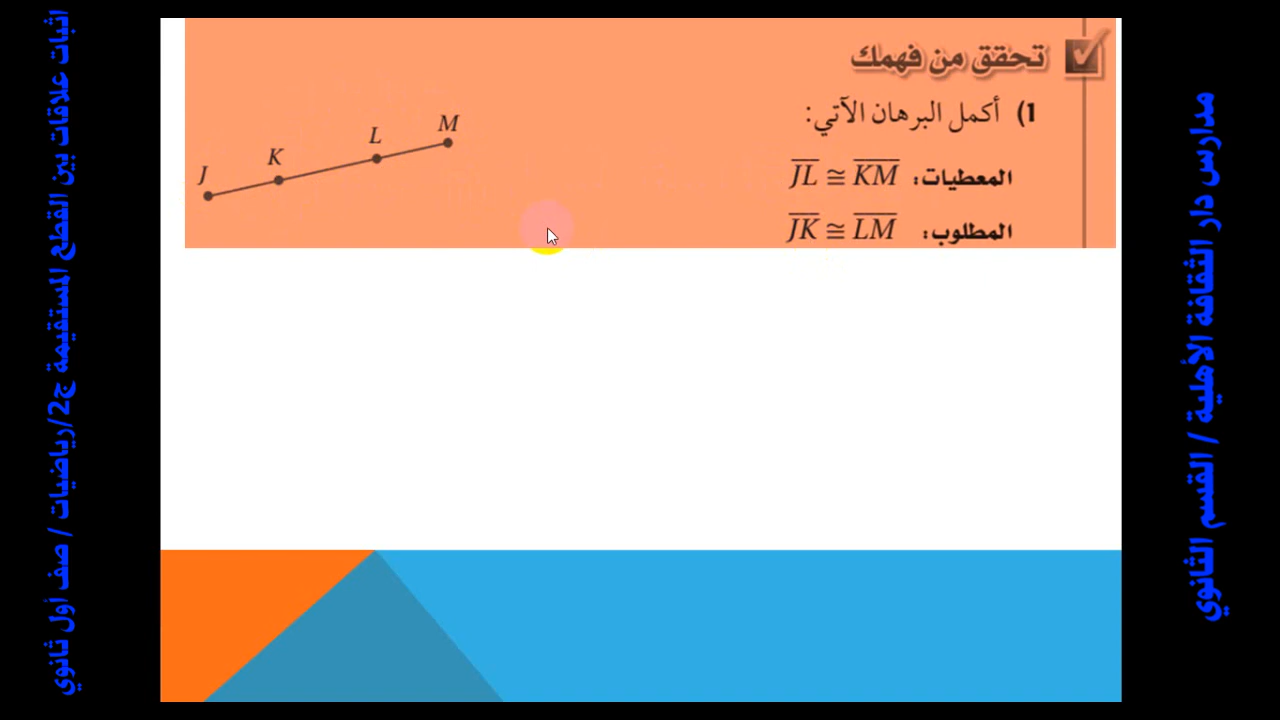 تحقق من فهمك
1) أكمل البرهان الآتي:
المعطيات: JL ≅ KM
المطلوب: JK ≅ LM
J K L M
مدارس دار الثقافة الأهلية / القسم الثانوي
اثبات علاقات بين القطع المستقيمة ج2/رياضيات / صف أول ثانوي